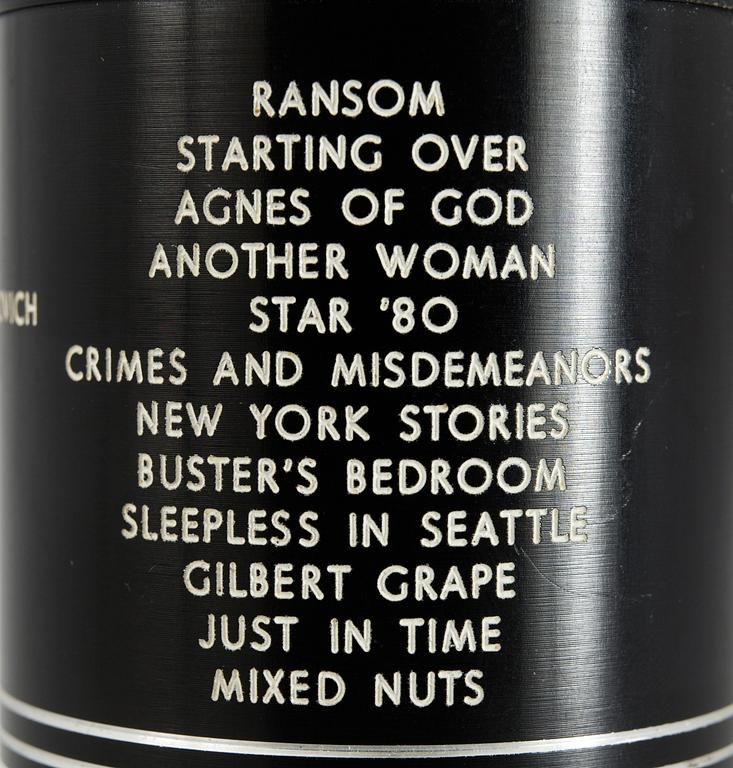 RANSOM
STARTING OVER
AGNES OF GOD
ANOTHER WOMAN
STAR '80
CRIMES AND MISDEMEANORS
NEW YORK STORIES
BUSTER'S BEDROOM
SLEEPLESS IN SEATTLE
GILBERT GRAPE
JUST IN TIME
MIXED NUTS